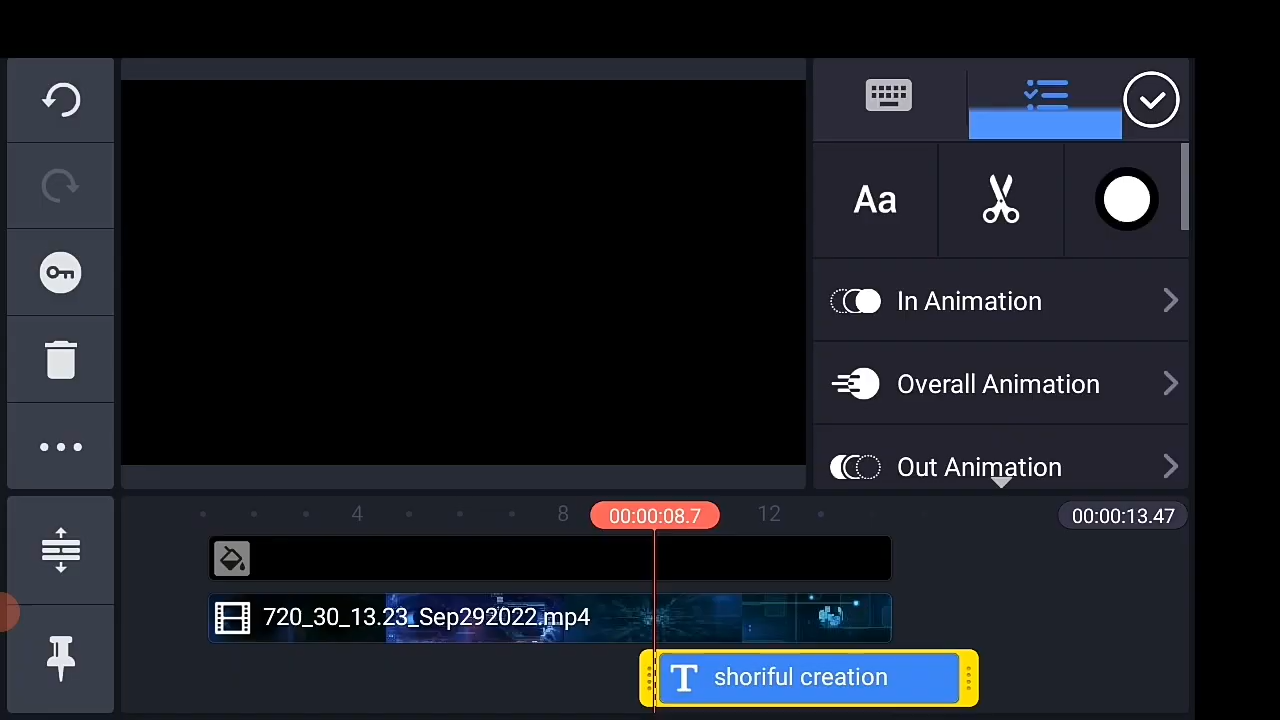 Aa
In Animation
Overall Animation
Out Animation
4
8
00:00:08.7
12
00:00:13.47
720_30_13.23_Sep292022.mp4
T shoriful creation